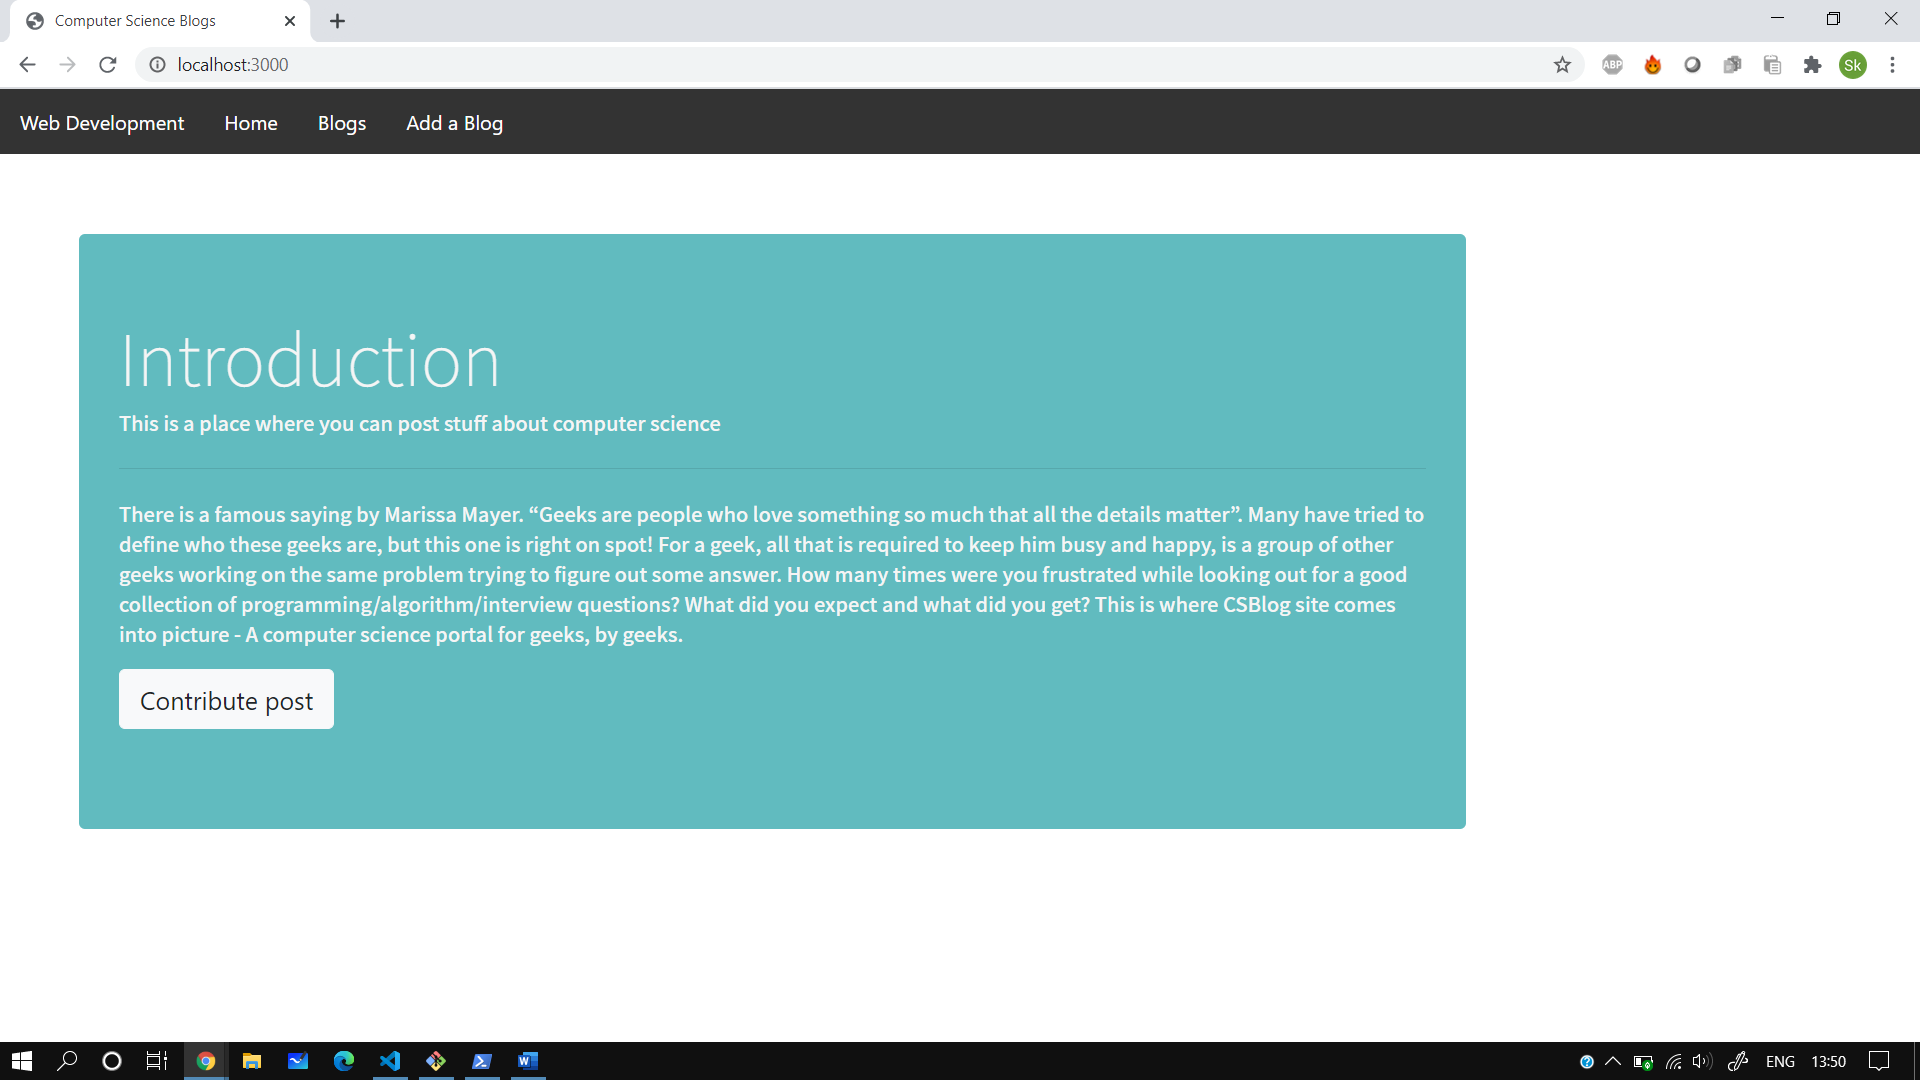 Computer Science Blogs
localhost:3000
ABP
Sk
Web Development Home Blogs Add a Blog
Introduction
This is a place where you can post stuff about computer science
There is a famous saying by Marissa Mayer. “Geeks are people who love something so much that all the details matter”. Many have tried to
define who these geeks are, but this one is right on spot! For a geek, all that is required to keep him busy and happy, is a group of other
geeks working on the same problem trying to figure out some answer. How many times were you frustrated while looking out for a good
collection of programming/algorithm/interview questions? What did you expect and what did you get? This is where CSBlog site comes
into picture - A computer science portal for geeks, by geeks.
Contribute post
ENG 13:50